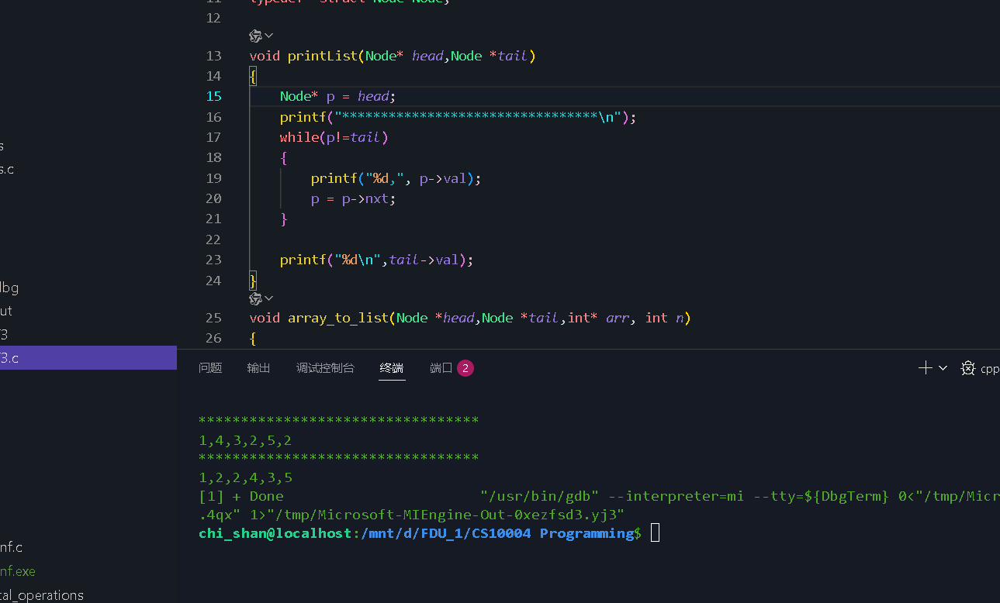 11 typedef struct Node Node;
12
13 void printList(Node* head,Node *tail)
14 {
15 Node* p = head;
16 printf("*********************************\n");
17 while(p!=tail)
18 {
19 printf("%d,", p->val);
20 p = p->nxt;
21 }
22
23 printf("%d\n",tail->val);
24 }
25 void array_to_list(Node *head,Node *tail,int* arr, int n)
26 {
s
s.c
dbg
ut
3
3.c
nf.c
nf.exe
tal_operations
问题 输出 调试控制台 终端 端口 2
cpp
*********************************
1,4,3,2,5,2
*********************************
1,2,2,4,3,5
[1] + Done "/usr/bin/gdb" --interpreter=mi --tty=${DbgTerm} 0<"/tmp/Micr
.4qx" 1>"/tmp/Microsoft-MIEngine-Out-0xezfsd3.yj3"
chi_shan@localhost:/mnt/d/FDU_1/CS10004 Programming$